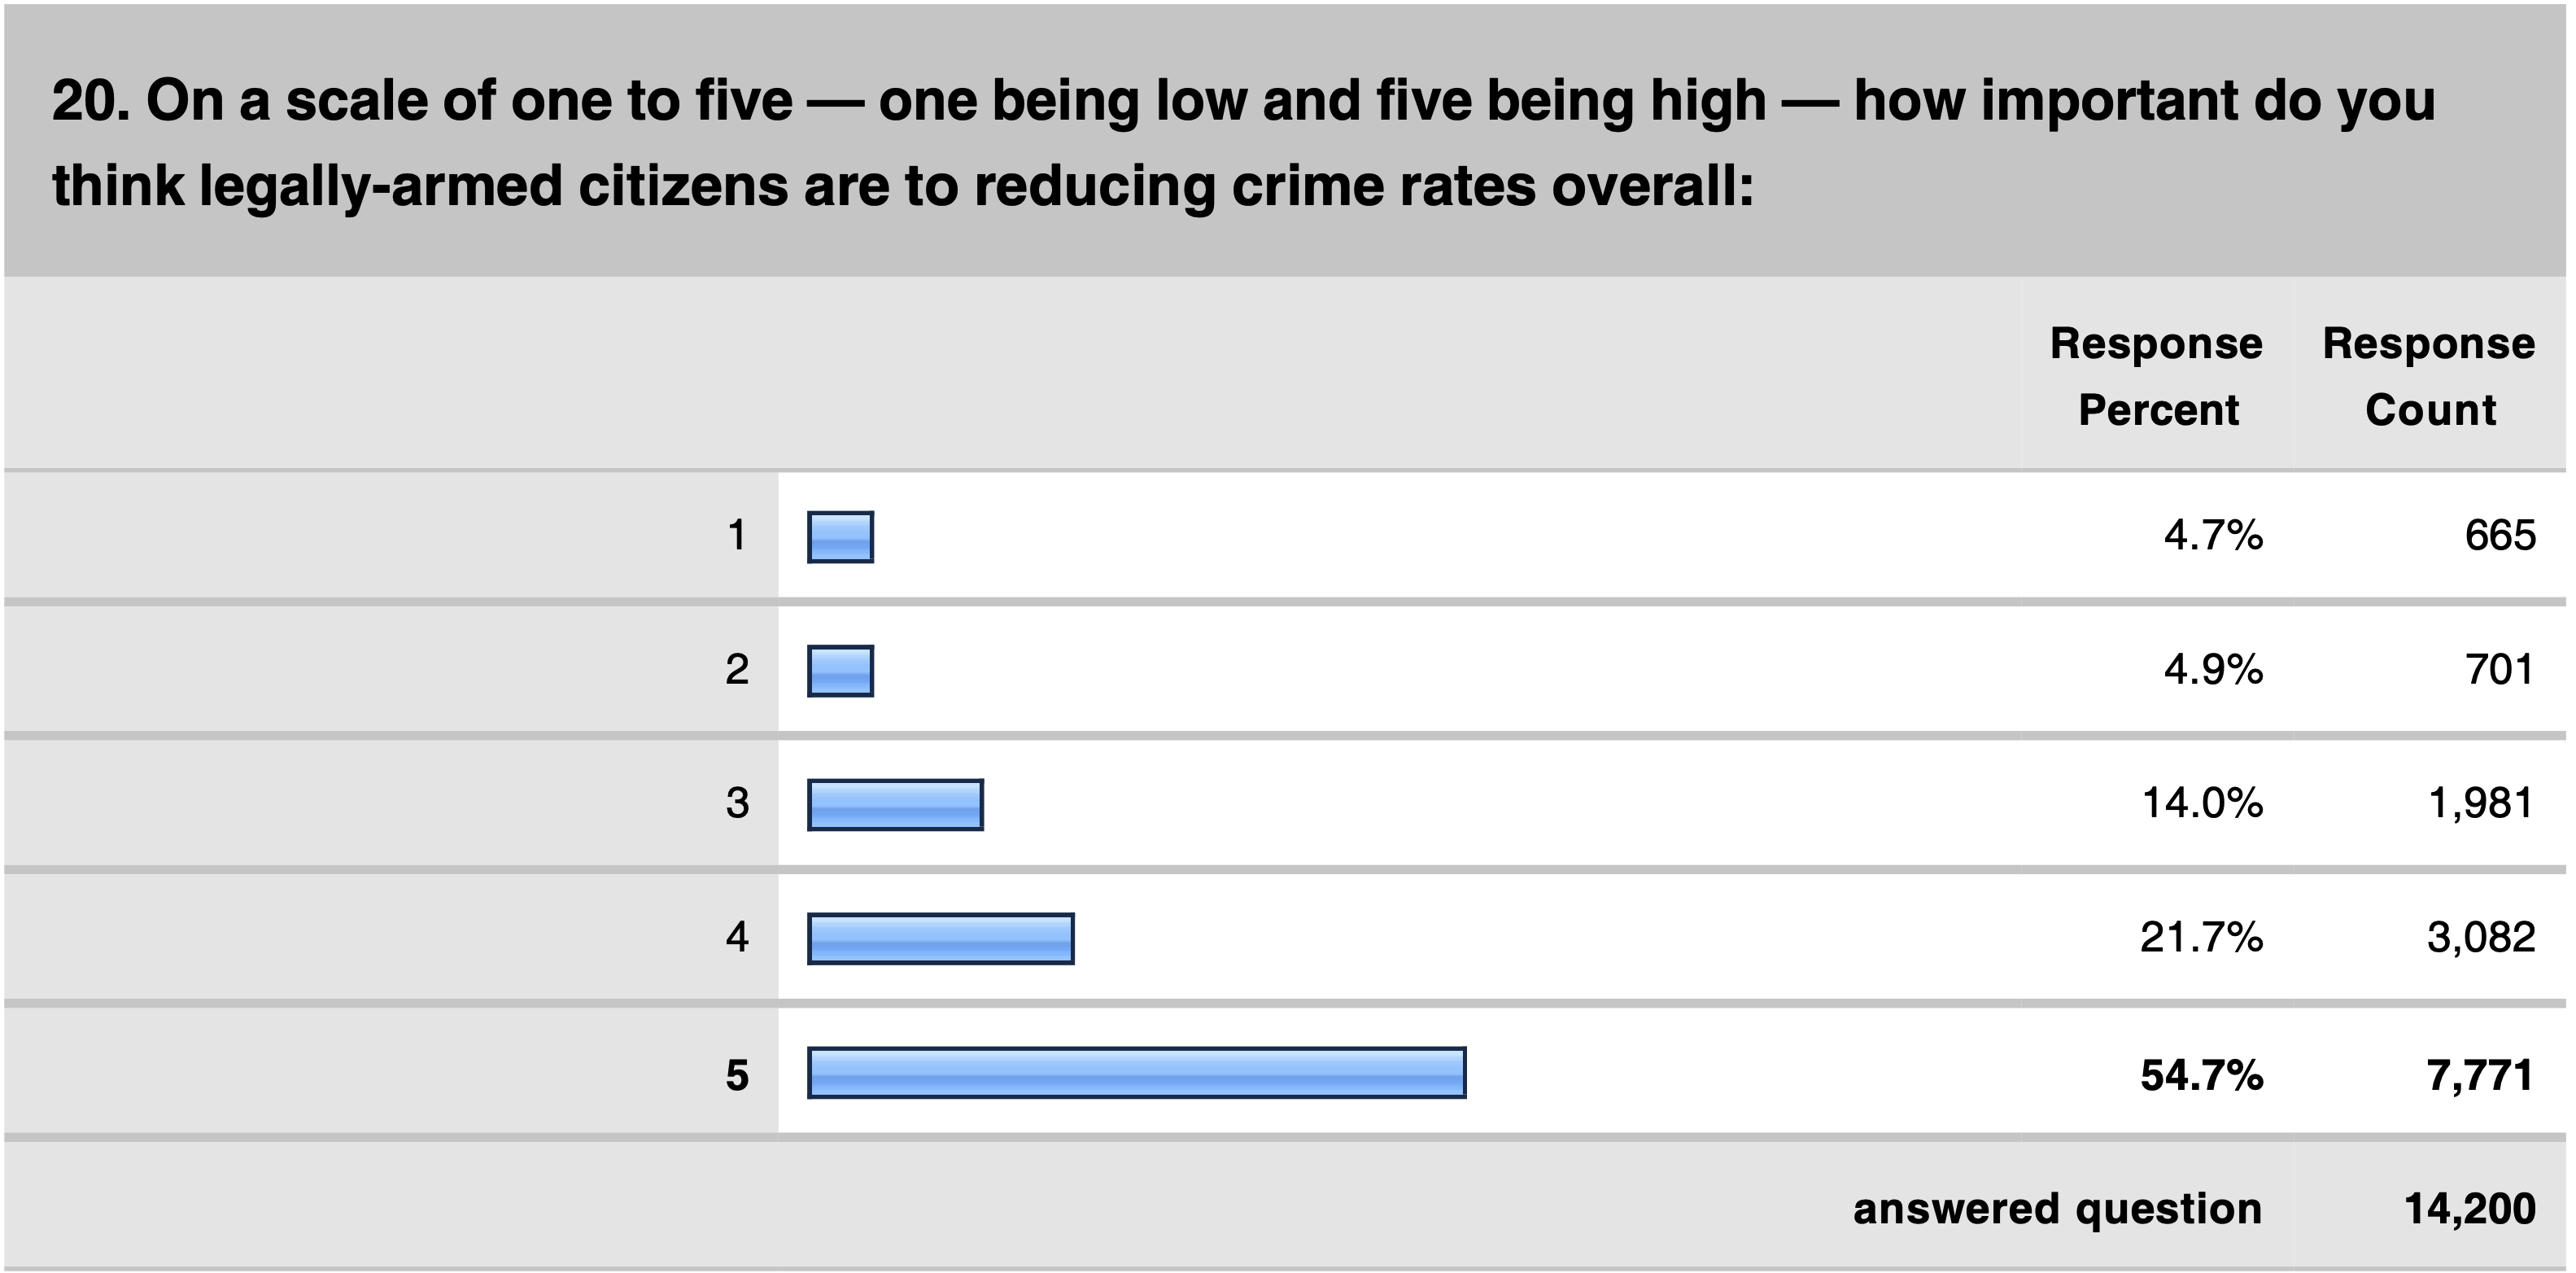 20. On a scale of one to five — one being low and five being high — how important do you
think legally-armed citizens are to reducing crime rates overall:
Response Percent
Response Count
1 4.7% 665
2 4.9% 701
3 14.0% 1,981
4 21.7% 3,082
5 54.7% 7,771
answered question 14,200